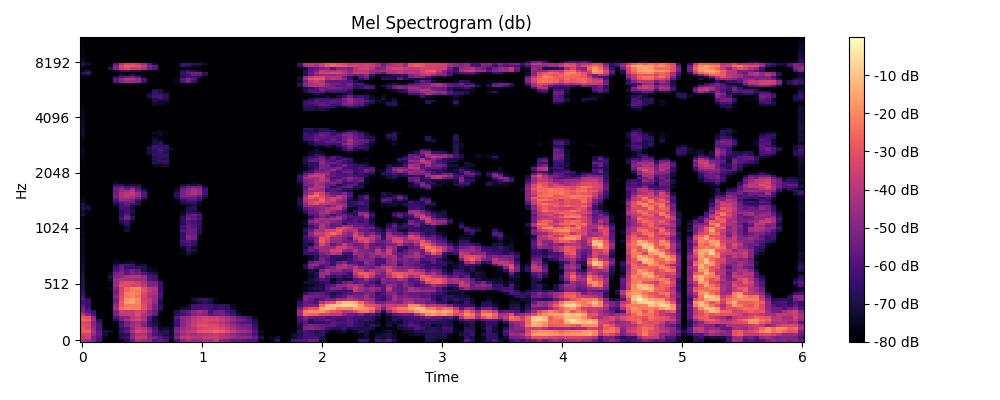 Mel Spectrogram (db)
8192
4096
2048
1024
512
0
Hz
0 1 2 3 4 5 6
Time
-10 dB
-20 dB
-30 dB
-40 dB
-50 dB
-60 dB
-70 dB
-80 dB